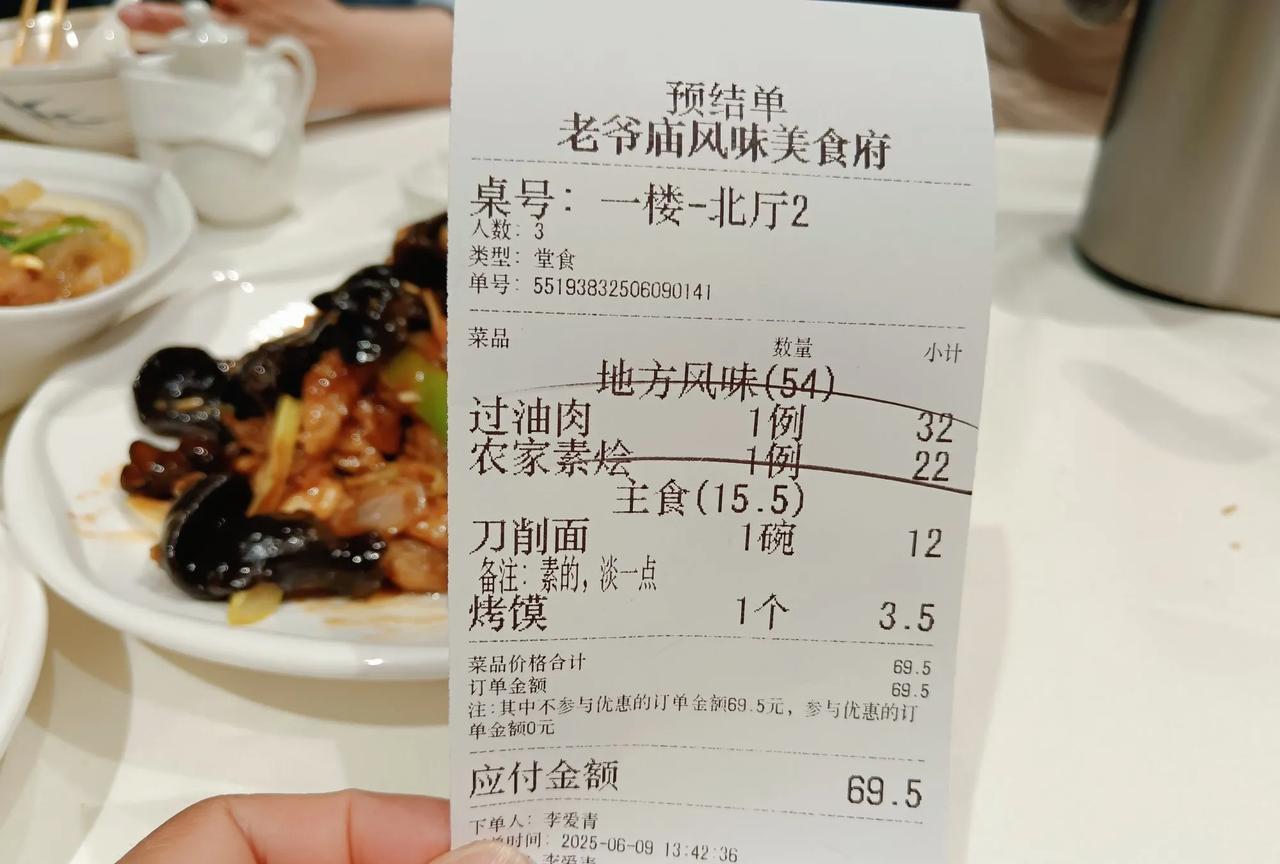 预结单
老爷庙风味美食府
桌号: 一楼-北厅2
人数: 3
类型: 堂食
单号: 55193832506090141
菜品 数量 小计
地方风味(54)
过油肉 1例 32
农家素烩 1例 22
主食(15.5)
刀削面 1碗 12
备注: 素的, 淡一点
烤馍 1个 3.5
菜品价格合计 69.5
订单金额 69.5
注:其中不参与优惠的订单金额69.5元, 参与优惠的订
单金额0元
应付金额 69.5
下单人: 李爱青
时间: 2025-06-09 13:42:36
李爱青